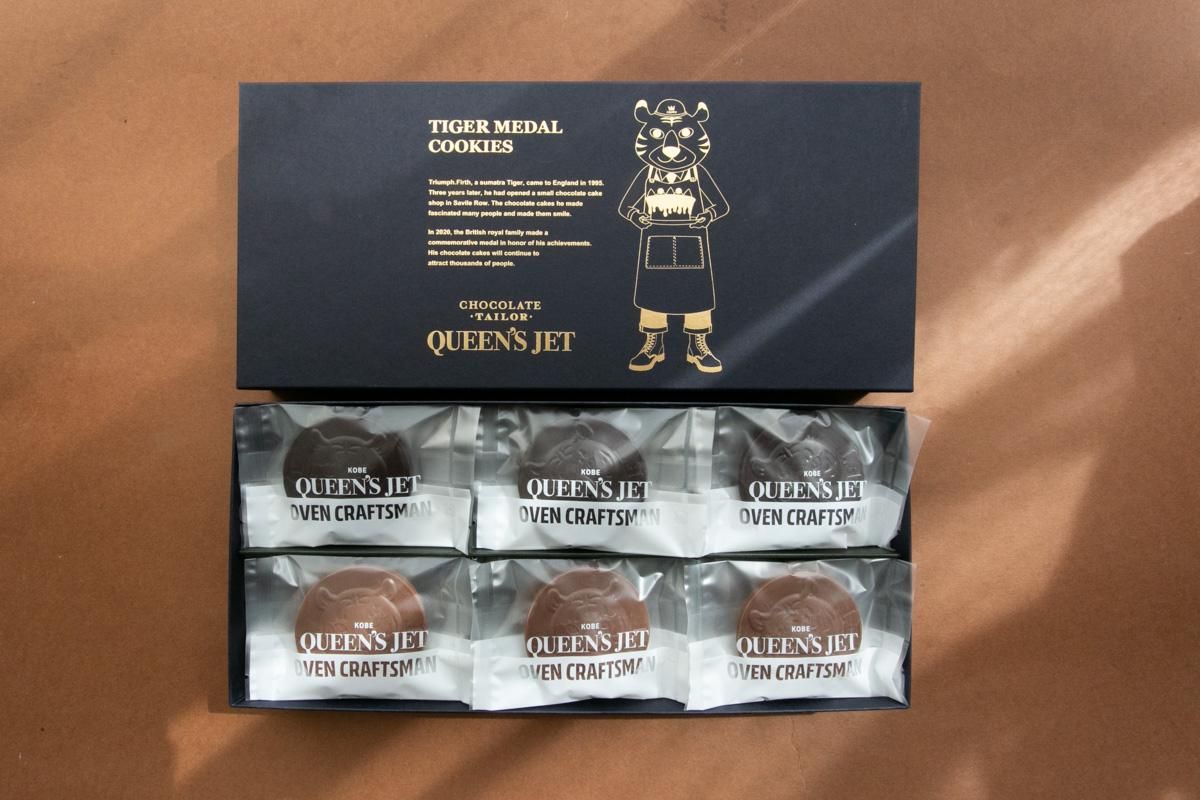 TIGER MEDAL
COOKIES
Triumph.Firth, a sumatra Tiger, came to England in 1995.
Three years later, he had opened a small chocolate cake
shop in Savile Row. The chocolate cakes he made
fascinated many people and made them smile.
In 2020, the British royal family made a
commemorative medal in honor of his achievements.
His chocolate cakes will continue to
attract thousands of people.
CHOCOLATE
·TAILOR·
QUEEN'S JET
KOBE
QUEEN'S JET
OVEN CRAFTSMAN
KOBE
QUEEN'S JET
OVEN CRAFTSMAN
KOBE
QUEEN'S JET
OVEN CRAFTSMAN
KOBE
QUEEN'S JET
OVEN CRAFTSMAN
KOBE
QUEEN'S JET
OVEN CRAFTSMAN
KOBE
QUEEN'S JET
OVEN CRAFTSMAN